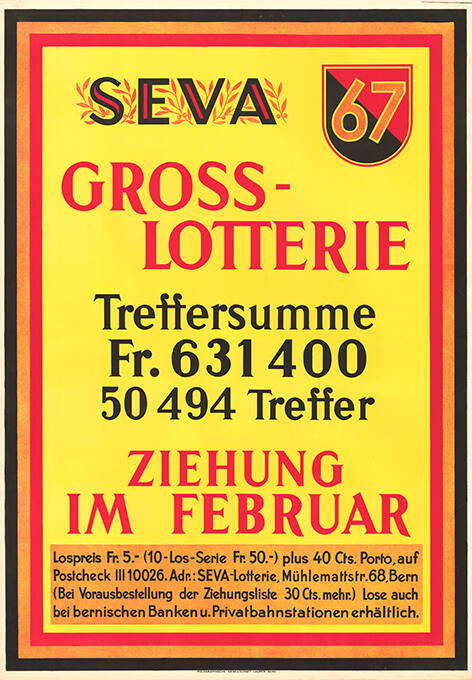 SEVA 67
GROSS-
LOTTERIE
Treffersumme
Fr. 631 400
50 494 Treffer
ZIEHUNG
IM FEBRUAR
Lospreis Fr. 5.- (10-Los-Serie Fr. 50.-) plus 40 Cts. Porto, auf
Postcheck III 10026. Adr.: SEVA-Lotterie, Mühlemattstr. 68, Bern
(Bei Vorausbestellung der Ziehungsliste 30 Cts. mehr.) Lose auch
bei bernischen Banken u. Privatbahnstationen erhältlich.